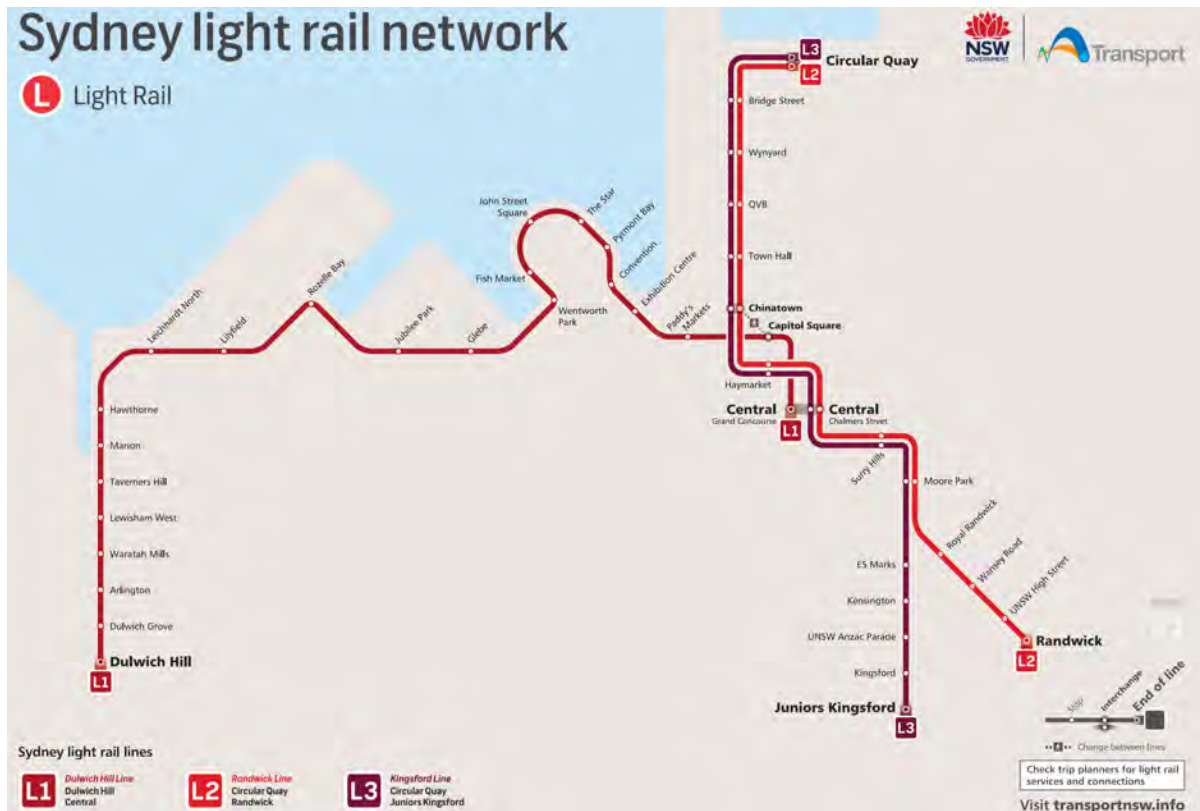 Sydney light rail network
L Light Rail
NSW
GOVERNMENT
Transport
L3
L2
Circular Quay
Bridge Street
Wynyard
QVB
Town Hall
Chinatown
Capitol Square
Haymarket
Central
Grand Concourse
L1
Central
Chalmers Street
Surry Hills
Moore Park
Royal Randwick
Wansey Road
UNSW High Street
Randwick
L2
ES Marks
Kensington
UNSW Anzac Parade
Kingsford
Juniors Kingsford
L3
Paddy's
Markets
Exhibition Centre
Convention
Pyrmont Bay
The Star
John Street
Square
Fish Market
Wentworth
Park
Glebe
Jubilee Park
Rozelle Bay
Lilyfield
Leichhardt North
Hawthorne
Marion
Taverners Hill
Lewisham West
Waratah Mills
Arlington
Dulwich Grove
Dulwich Hill
L1
Sydney light rail lines
L1
Dulwich Hill Line
Dulwich Hill
Central
L2
Randwick Line
Circular Quay
Randwick
L3
Kingsford Line
Circular Quay
Juniors Kingsford
Stop
Interchange
End of line
Change between lines
Check trip planners for light rail
services and connections
Visit transportnsw.info